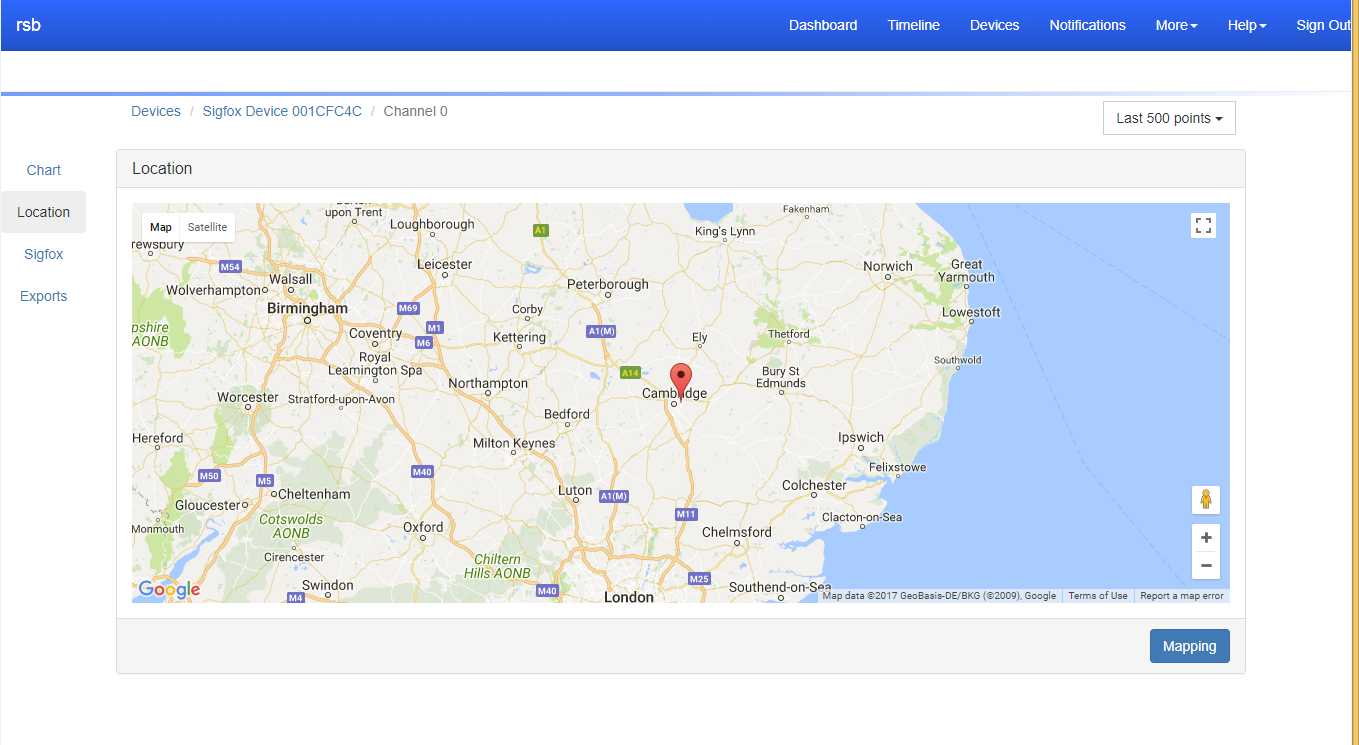 rsb
Dashboard
Timeline
Devices
Notifications
More
Help
Sign Out
Devices / Sigfox Device 001CFC4C / Channel 0
Last 500 points
Chart
Location
Sigfox
Exports
Location
Map
Satellite
upon Trent
Loughborough
A1
King's Lynn
Fakenham
rewsbury
M54
Walsall
Leicester
Peterborough
Norwich
Great
Yarmouth
Wolverhampton
Birmingham
M69
Corby
Lowestoft
pshire
AONB
Coventry
M1
M6
Kettering
A1(M)
Ely
Thetford
Royal
Leamington Spa
A14
Bury St
Edmunds
Southwold
Worcester
Stratford-upon-Avon
Northampton
Cambridge
Bedford
Hereford
Milton Keynes
Ipswich
M50
M5
M40
Felixstowe
Cheltenham
Luton
A1(M)
Colchester
Gloucester
Monmouth
Cotswolds
AONB
Oxford
M11
Clacton-on-Sea
Chelmsford
Cirencester
Chiltern
Hills AONB
M25
Swindon
M4
M40
London
Southend-on-Sea
Google
Map data ©2017 GeoBasis-DE/BKG (©2009), Google
Terms of Use
Report a map error
Mapping